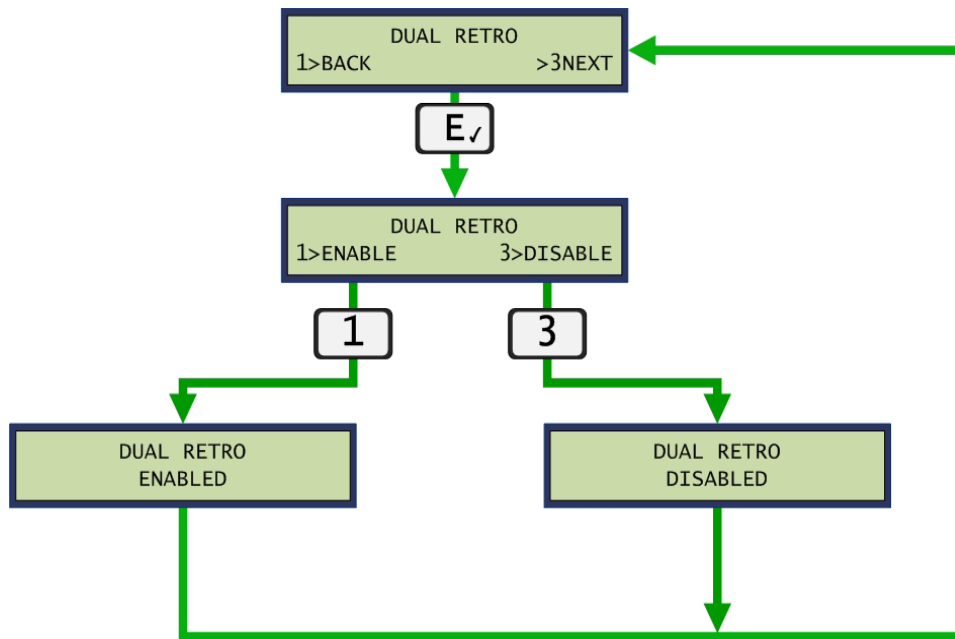 DUAL RETRO
1>BACK >3NEXT
E✓
DUAL RETRO
1>ENABLE 3>DISABLE
1 3
DUAL RETRO
ENABLED
DUAL RETRO
DISABLED